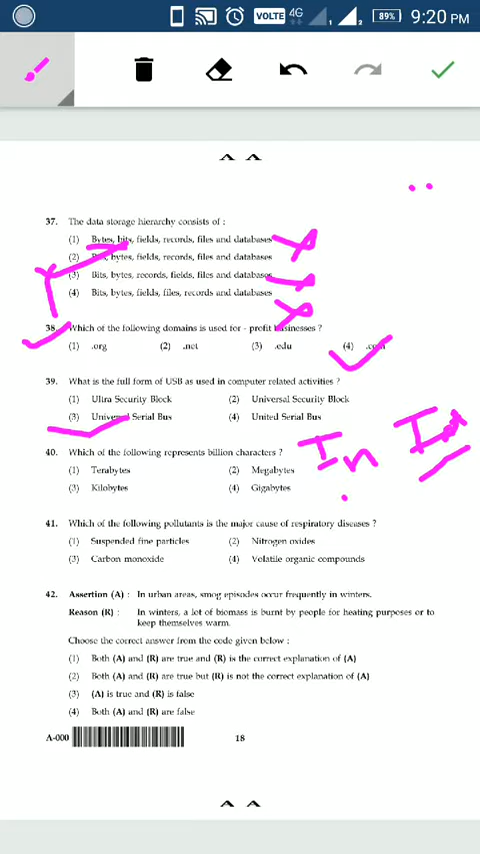 VOLTE 4G 1 2 89% 9:20 PM
37. The data storage hierarchy consists of :
(1) Bytes, bits, fields, records, files and databases
(2) bytes, fields, records, files and databases
(3) Bits, bytes, records, fields, files and databases
(4) Bits, bytes, fields, files, records and databases
38. Which of the following domains is used for - profit businesses ?
(1) .org (2) .net (3) .edu (4) .com
39. What is the full form of USB as used in computer related activities ?
(1) Ultra Security Block (2) Universal Security Block
(3) Universal Serial Bus (4) United Serial Bus
40. Which of the following represents billion characters ?
In
(1) Terabytes (2) Megabytes
(3) Kilobytes (4) Gigabytes
41. Which of the following pollutants is the major cause of respiratory diseases ?
(1) Suspended fine particles (2) Nitrogen oxides
(3) Carbon monoxide (4) Volatile organic compounds
42. Assertion (A) : In urban areas, smog episodes occur frequently in winters.
Reason (R) : In winters, a lot of biomass is burnt by people for heating purposes or to
keep themselves warm.
Choose the correct answer from the code given below :
(1) Both (A) and (R) are true and (R) is the correct explanation of (A)
(2) Both (A) and (R) are true but (R) is not the correct explanation of (A)
(3) (A) is true and (R) is false
(4) Both (A) and (R) are false
A-000 18